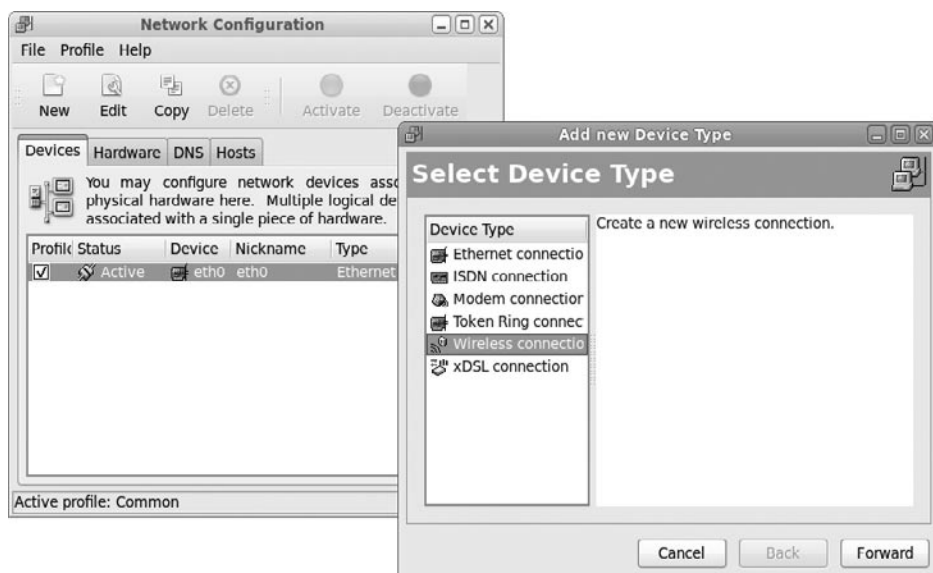 Network Configuration
File Profile Help
New Edit Copy Delete Activate Deactivate
Devices Hardware DNS Hosts
You may configure network devices asso
physical hardware here. Multiple logical de
associated with a single piece of hardware.
Profile Status Device Nickname Type
Active eth0 eth0 Ethernet
Active profile: Common
Add new Device Type
Select Device Type
Device Type
Ethernet connectio
ISDN connection
Modem connection
Token Ring connec
Wireless connectio
xDSL connection
Create a new wireless connection.
Cancel Back Forward